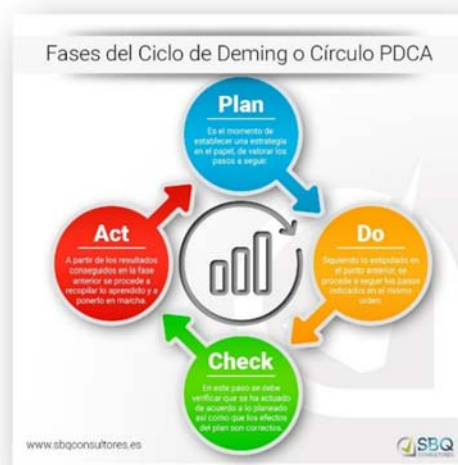 Fases del Ciclo de Deming o Círculo PDCA
Plan
Es el momento de
establecer una estrategia
en el papel, de valorar los
pasos a seguir.
Do
Siguiendo lo estipulado en
el punto anterior, se
procede a seguir los pasos
indicados en el mismo
orden.
Check
En este paso se debe
verificar que se ha actuado
de acuerdo a lo planeado
así como que los efectos
del plan son correctos.
Act
A partir de los resultados
conseguidos en la fase
anterior se procede a
recopilar lo aprendido y a
ponerlo en marcha.
www.sbqconsultores.es
SBQ
CONSULTORES